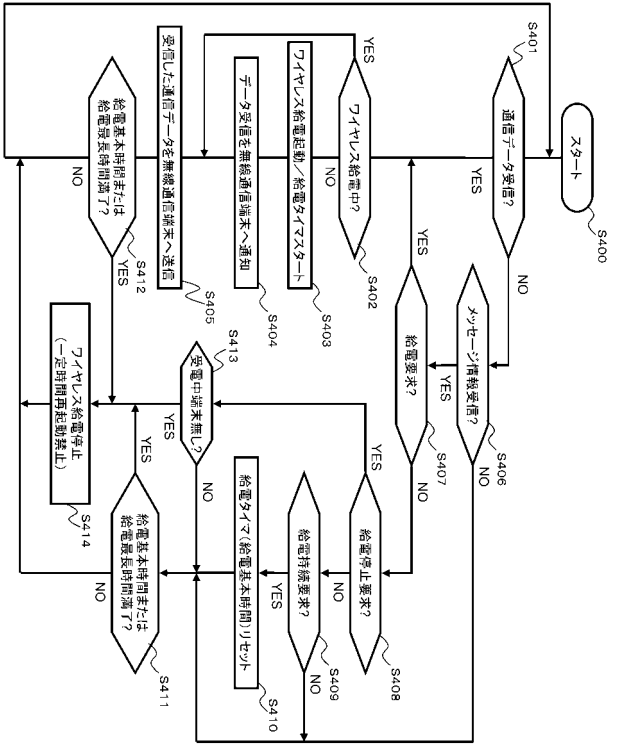 スタート
S400
通信データ受信?
S401
YES
NO
ワイヤレス給電中?
S402
YES
NO
ワイヤレス給電起動/給電タイマスタート
S403
データ受信を無線通信端末へ通知
S404
受信した通信データを無線通信端末へ送信
S405
給電基本時間または
給電最長時間満了?
S412
YES
NO
メッセージ情報受信?
S406
YES
NO
給電要求?
S407
YES
NO
給電停止要求?
S408
YES
NO
給電持続要求?
S409
YES
NO
給電タイマ(給電基本時間)リセット
S410
受電中端末無し?
S413
YES
NO
給電基本時間または
給電最長時間満了?
S411
YES
NO
ワイヤレス給電停止
(一定時間再起動禁止)
S414